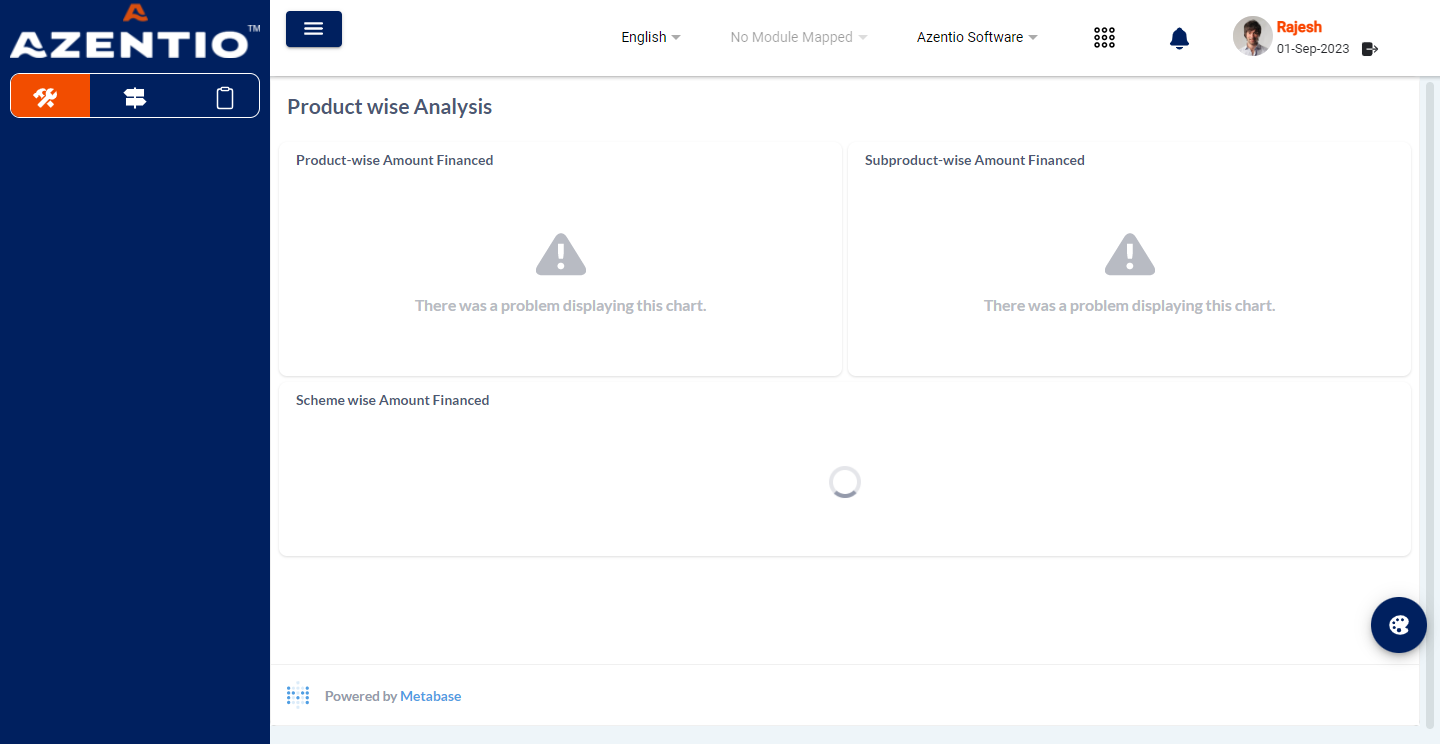 AZENTIO™
English
No Module Mapped
Azentio Software
Rajesh
01-Sep-2023
Product wise Analysis
Product-wise Amount Financed
Subproduct-wise Amount Financed
There was a problem displaying this chart.
There was a problem displaying this chart.
Scheme wise Amount Financed
Powered by Metabase